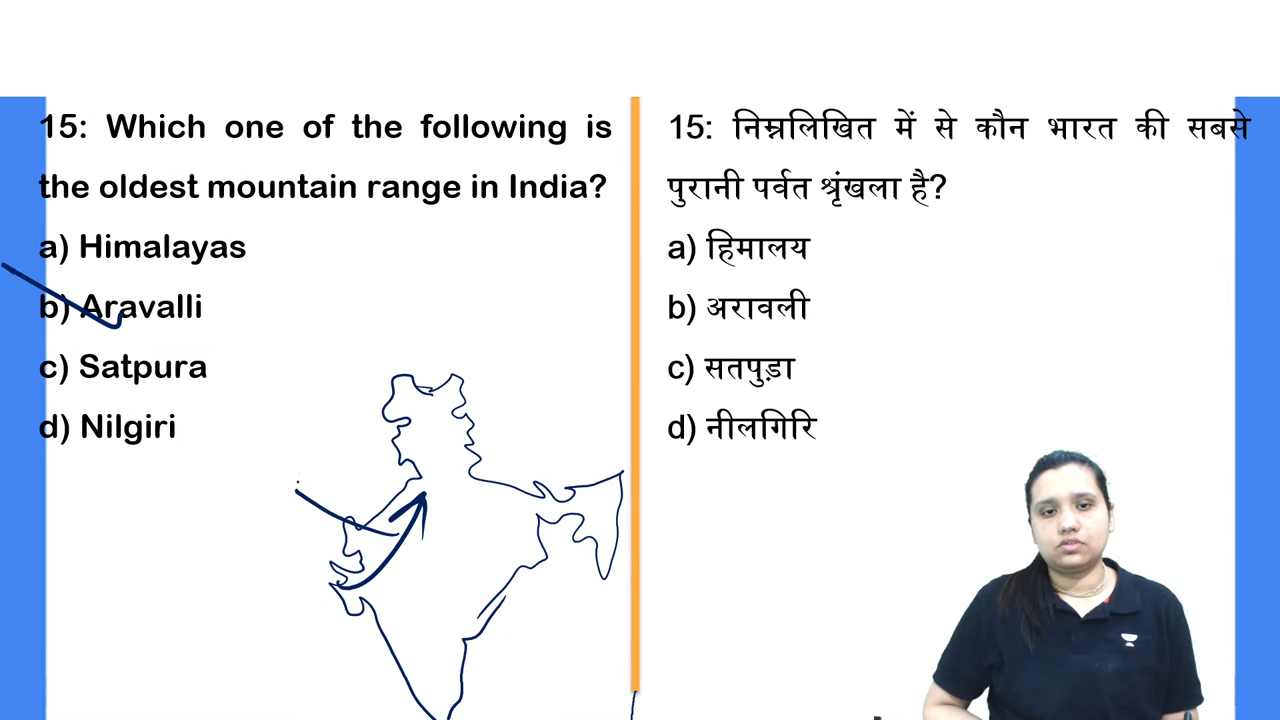 15: Which one of the following is
the oldest mountain range in India?
a) Himalayas
b) Aravalli
c) Satpura
d) Nilgiri
15: निम्नलिखित में से कौन भारत की सबसे
पुरानी पर्वत श्रृंखला है?
a) हिमालय
b) अरावली
c) सतपुड़ा
d) नीलगिरि